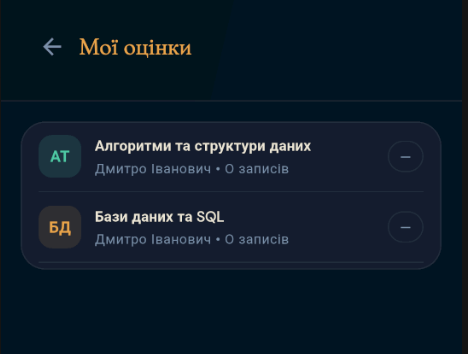 ← Мої оцінки
АТ
Алгоритми та структури даних
Дмитро Іванович • 0 записів
–
БД
Бази даних та SQL
Дмитро Іванович • 0 записів
–